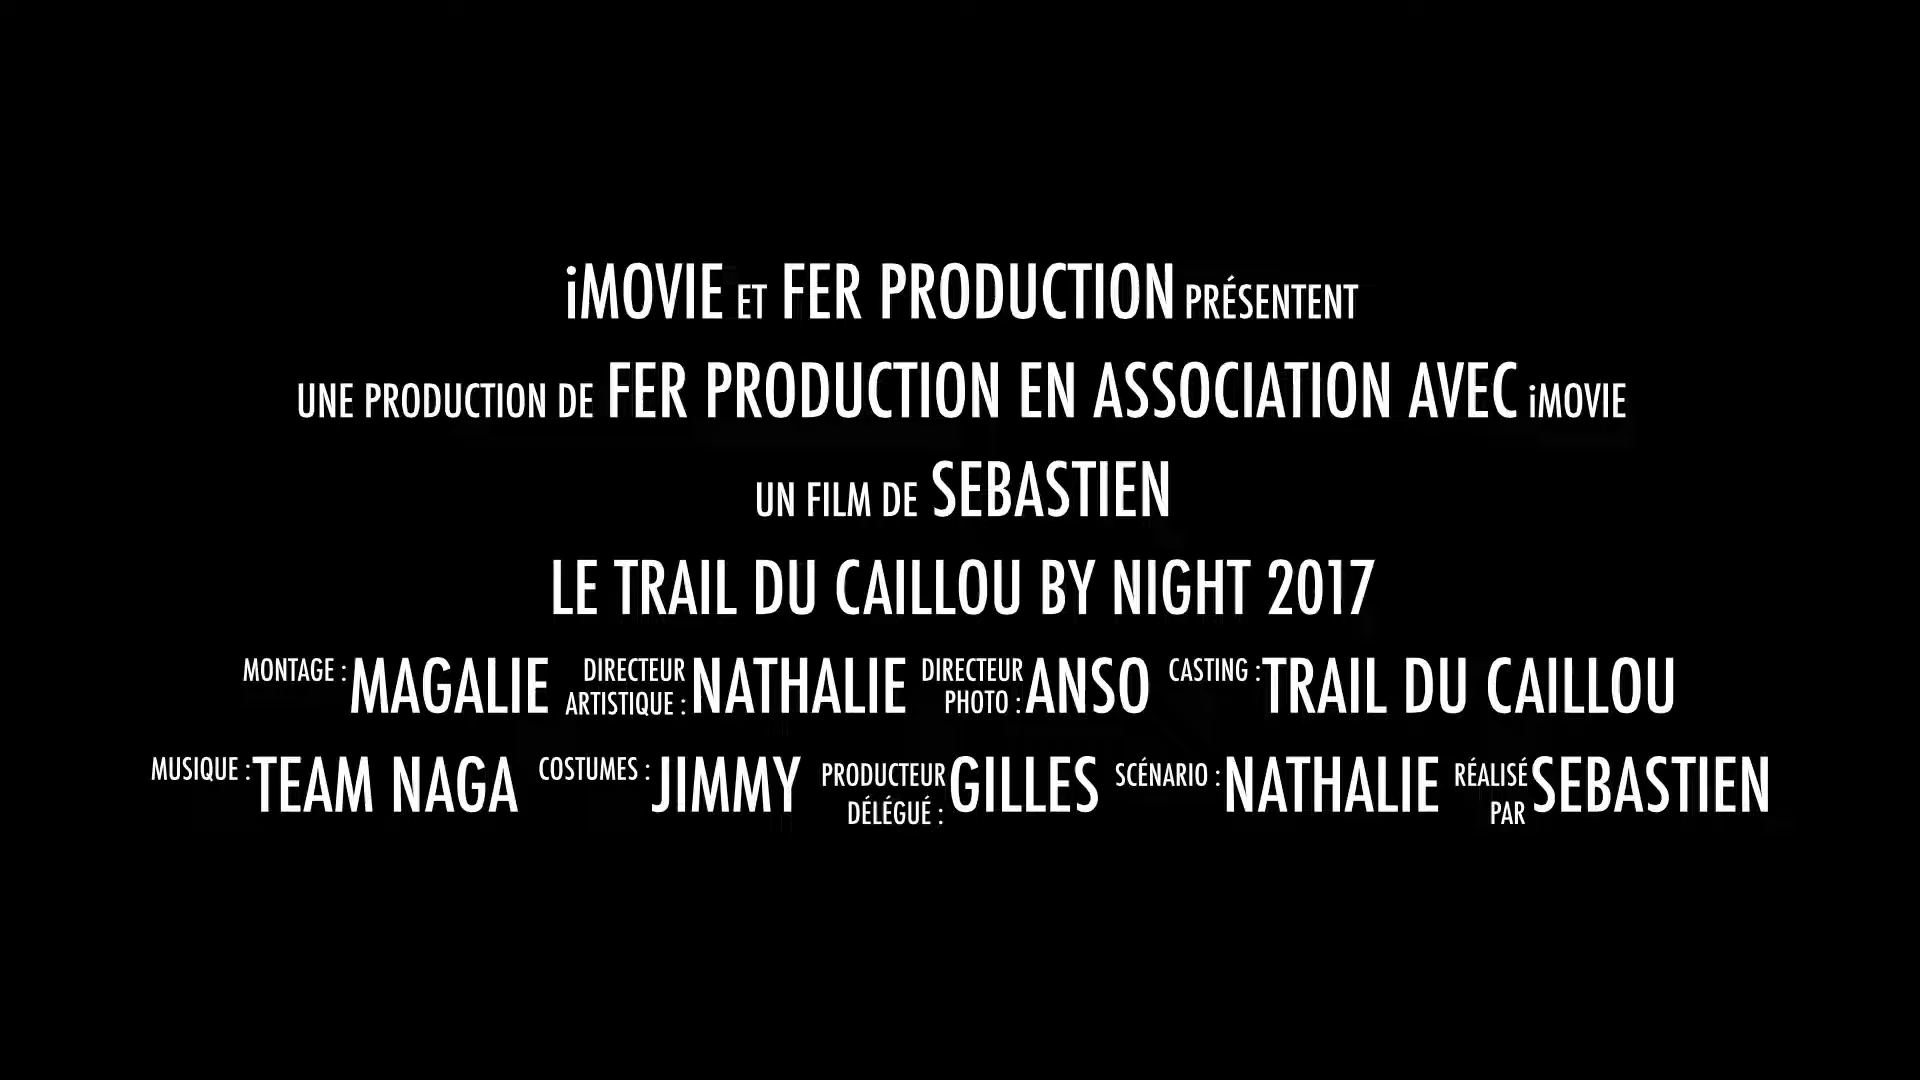 iMOVIE ET FER PRODUCTION PRÉSENTENT
UNE PRODUCTION DE FER PRODUCTION EN ASSOCIATION AVEC iMOVIE
UN FILM DE SEBASTIEN
LE TRAIL DU CAILLOU BY NIGHT 2017
MONTAGE : MAGALIE DIRECTEUR ARTISTIQUE : NATHALIE DIRECTEUR PHOTO : ANSO CASTING : TRAIL DU CAILLOU
MUSIQUE : TEAM NAGA COSTUMES : JIMMY PRODUCTEUR DÉLÉGUÉ : GILLES SCÉNARIO : NATHALIE RÉALISÉ PAR SEBASTIEN